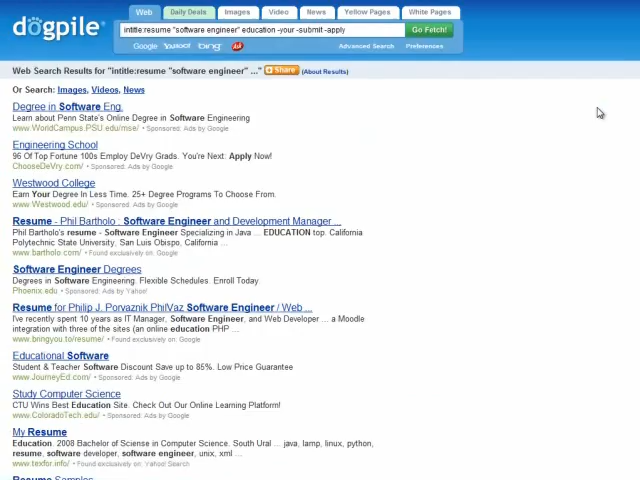 dogpile
Web
Daily Deals
Images
Video
News
Yellow Pages
White Pages
intitle:resume "software engineer" education -your -submit -apply
Go Fetch!
Google Yahoo! bing Ask
Advanced Search
Preferences
Web Search Results for "intitle:resume "software engineer" ..." Share (About Results)
Or Search: Images, Videos, News
Degree in Software Eng.
Learn about Penn State's Online Degree in Software Engineering
www.WorldCampus.PSU.edu/mse/ • Sponsored: Ads by Google
Engineering School
96 Of Top Fortune 100s Employ DeVry Grads. You're Next: Apply Now!
ChooseDeVry.com/ • Sponsored: Ads by Google
Westwood College
Earn Your Degree In Less Time. 25+ Degree Programs To Choose From.
www.Westwood.edu/ • Sponsored: Ads by Google
Resume - Phil Bartholo : Software Engineer and Development Manager ...
Phil Bartholo's resume - Software Engineer Specializing in Java ... EDUCATION top. California
Polytechnic State University, San Luis Obispo, California ...
www.bartholo.com/ • Found exclusively on: Google
Software Engineer Degrees
Degrees in Software Engineering. Flexible Schedules. Enroll Today
Phoenix.edu • Sponsored: Ads by Yahoo!
Resume for Philip J. Porvaznik PhilVaz Software Engineer / Web ...
I've recently spent 10 years as IT Manager, Software Engineer, and Web Developer ... a Moodle
integration with three of the sites (an online education PHP ...
www.bringyou.to/resume/ • Found exclusively on: Google
Educational Software
Student & Teacher Software Discount Save up to 85%. Low Price Guarantee
www.JourneyEd.com/ • Sponsored: Ads by Google
Study Computer Science
CTU Wins Best Education Site. Check Out Our Online Learning Platform!
www.ColoradoTech.edu/ • Sponsored: Ads by Google
My Resume
Education. 2008 Bachelor of Sciense in Computer Science. South Ural ... java, lamp, linux, python,
resume, software developer, software engineer, unix, xml ...
www.texfor.info/ • Found exclusively on: Yahoo! Search
Resume Samples